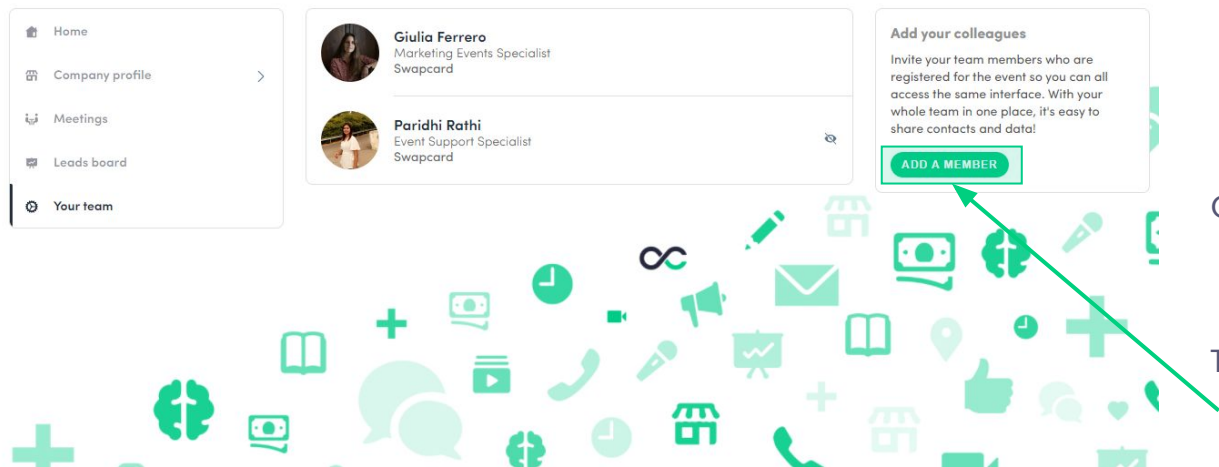 Home
Company profile
Meetings
Leads board
Your team
Giulia Ferrero
Marketing Events Specialist
Swapcard
Paridhi Rathi
Event Support Specialist
Swapcard
Add your colleagues
Invite your team members who are
registered for the event so you can all
access the same interface. With your
whole team in one place, it's easy to
share contacts and data!
ADD A MEMBER